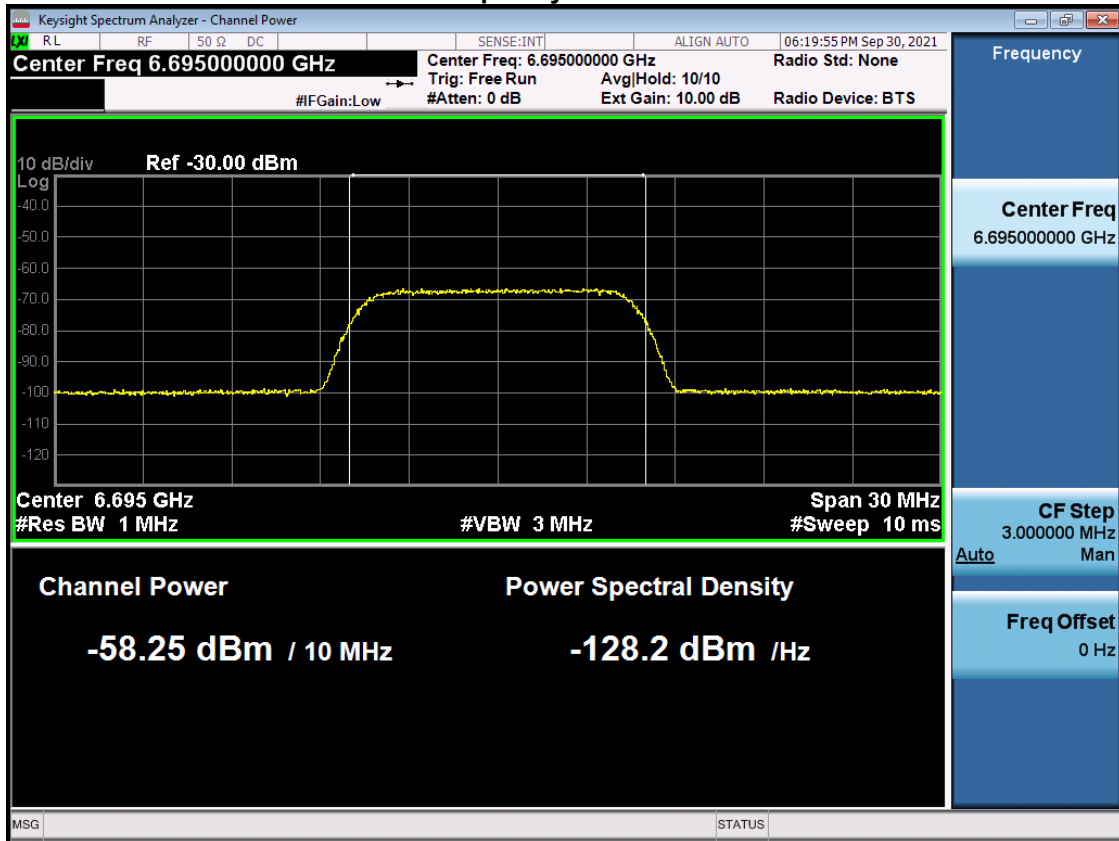 Keysight Spectrum Analyzer - Channel Power
LXI RL RF 50 Ω DC SENSE:INT ALIGN AUTO 06:19:55 PM Sep 30, 2021
Center Freq 6.695000000 GHz
#IFGain:Low
Center Freq: 6.695000000 GHz Radio Std: None
Trig: Free Run Avg|Hold: 10/10
#Atten: 0 dB Ext Gain: 10.00 dB Radio Device: BTS
10 dB/div Ref -30.00 dBm
Log
-40.0
-50.0
-60.0
-70.0
-80.0
-90.0
-100
-110
-120
Center 6.695 GHz Span 30 MHz
#Res BW 1 MHz #VBW 3 MHz #Sweep 10 ms
Channel Power Power Spectral Density
-58.25 dBm / 10 MHz -128.2 dBm /Hz
Frequency
Center Freq
6.695000000 GHz
CF Step
3.000000 MHz
Auto Man
Freq Offset
0 Hz
MSG STATUS